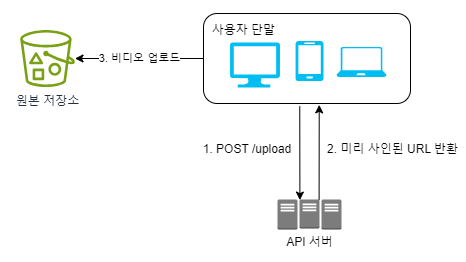 사용자 단말
3. 비디오 업로드
원본 저장소
1. POST /upload
2. 미리 사인된 URL 반환
API 서버